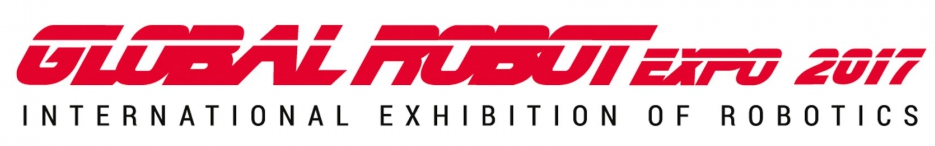 GLOBAL ROBOT EXPO 2017
INTERNATIONAL EXHIBITION OF ROBOTICS